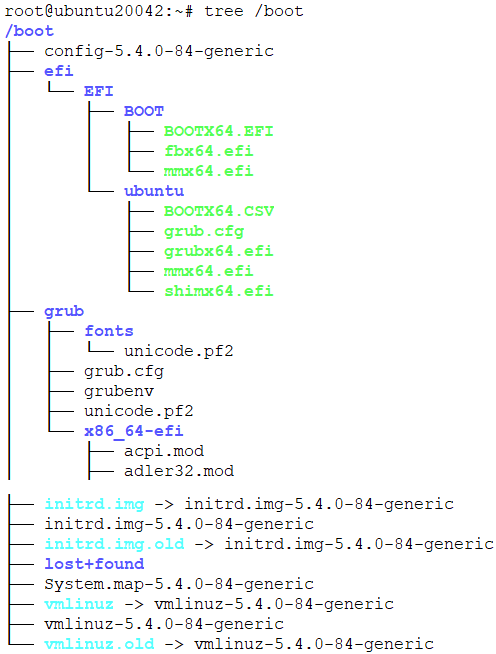 root@ubuntu20042:~# tree /boot
/boot
├── config-5.4.0-84-generic
├── efi
│   └── EFI
│       ├── BOOT
│       │   ├── BOOTX64.EFI
│       │   ├── fbx64.efi
│       │   └── mmx64.efi
│       └── ubuntu
│           ├── BOOTX64.CSV
│           ├── grub.cfg
│           ├── grubx64.efi
│           ├── mmx64.efi
│           └── shimx64.efi
├── grub
│   ├── fonts
│   │   └── unicode.pf2
│   ├── grub.cfg
│   ├── grubenv
│   ├── unicode.pf2
│   └── x86_64-efi
│       ├── acpi.mod
│       ├── adler32.mod
├── initrd.img -> initrd.img-5.4.0-84-generic
├── initrd.img-5.4.0-84-generic
├── initrd.img.old -> initrd.img-5.4.0-84-generic
├── lost+found
├── System.map-5.4.0-84-generic
├── vmlinuz -> vmlinuz-5.4.0-84-generic
├── vmlinuz-5.4.0-84-generic
└── vmlinuz.old -> vmlinuz-5.4.0-84-generic